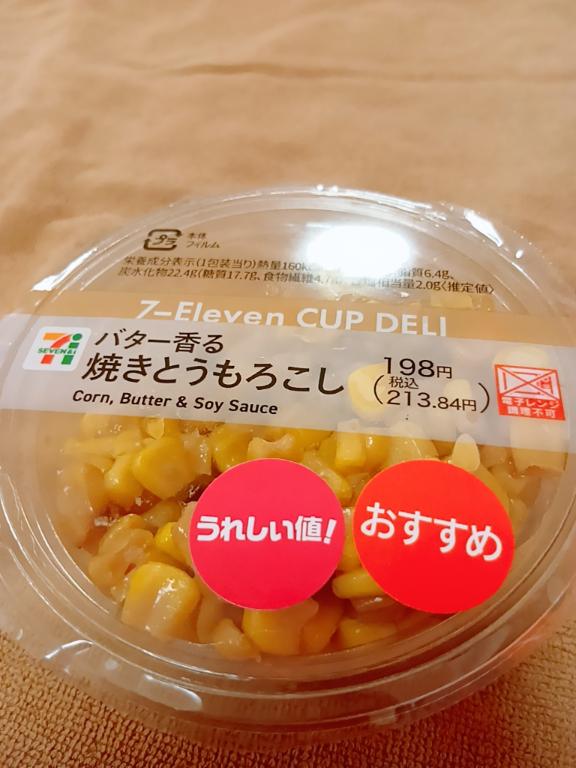 プラ
本体
フィルム
栄養成分表示(1包装当り)熱量160k 質6.4g、
炭水化物22.4g(糖質17.7g、食物繊維4.7 相当量2.0g〈推定値〉
7-Eleven CUP DELI
SEVEN&i
バター香る
焼きとうもろこし
Corn, Butter & Soy Sauce
198円
(税込
213.84円)
電子レンジ
調理不可
うれしい値!
おすすめ